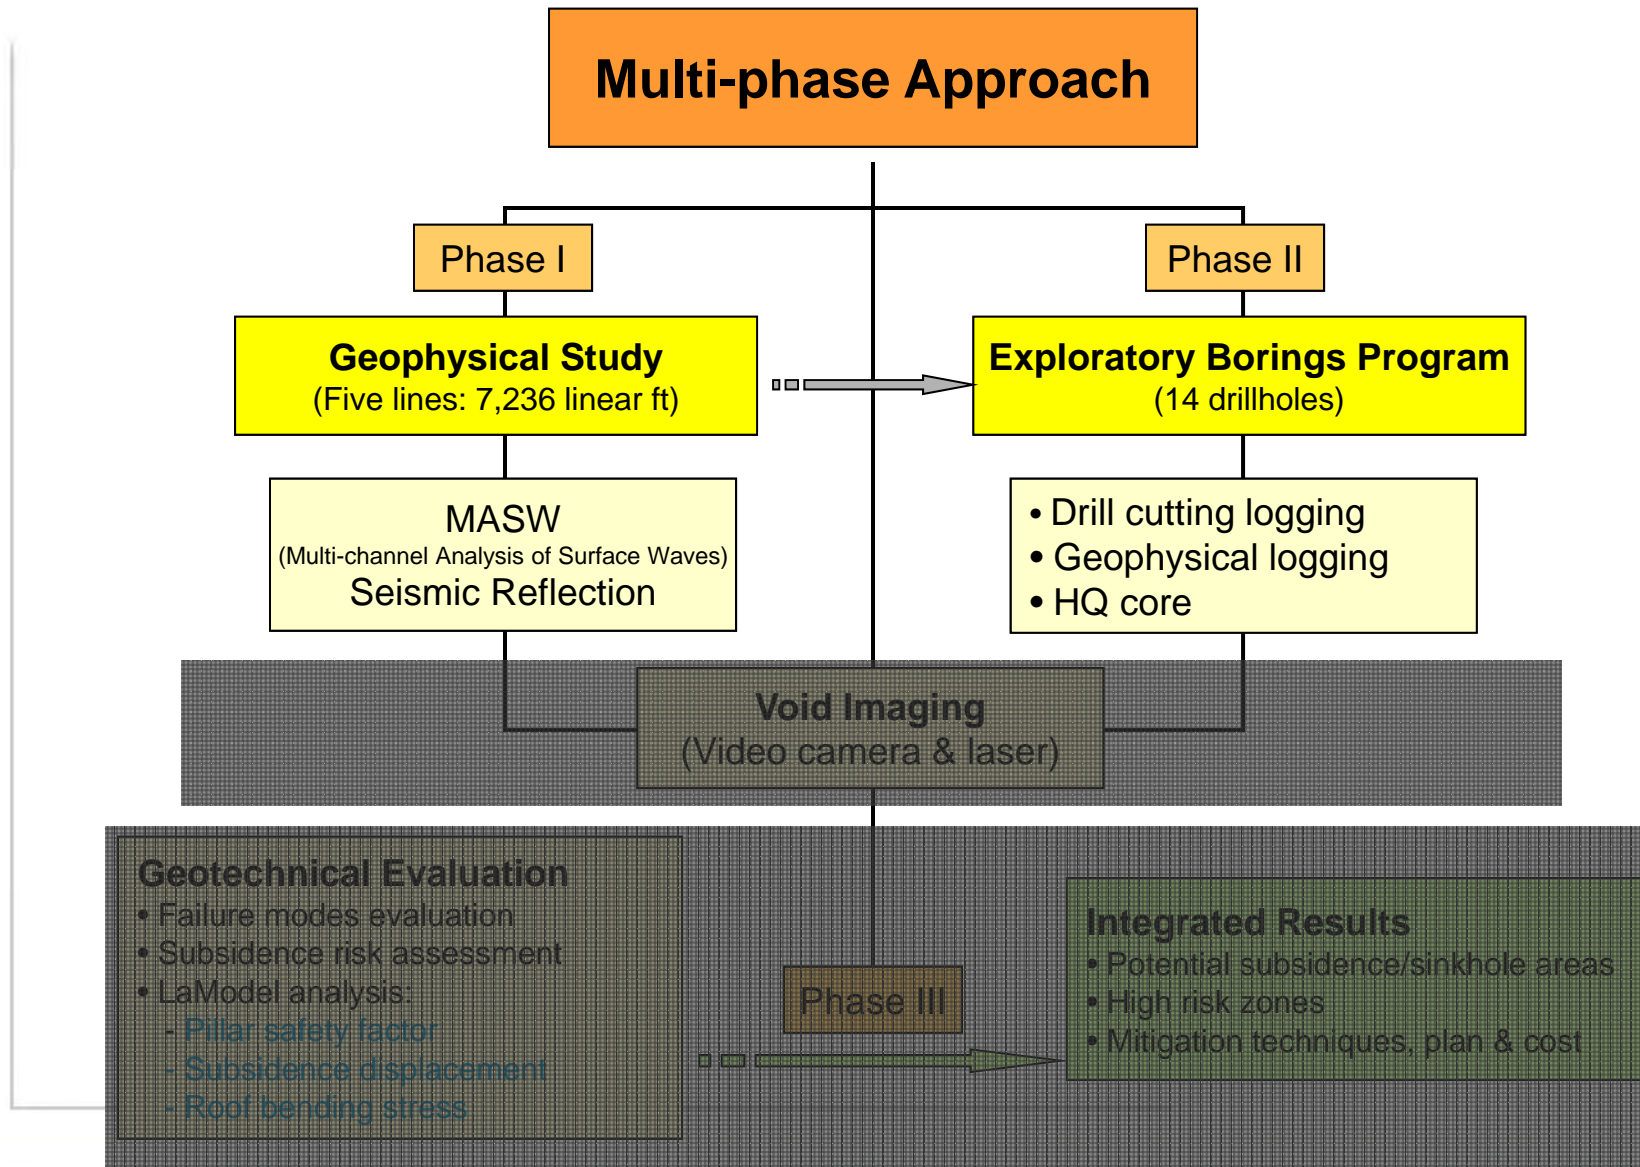 Multi-phase Approach
Phase I
Phase II
Geophysical Study
(Five lines: 7,236 linear ft)
Exploratory Borings Program
(14 drillholes)
MASW
(Multi-channel Analysis of Surface Waves)
Seismic Reflection
• Drill cutting logging
• Geophysical logging
• HQ core
Void Imaging
(Video camera & laser)
Geotechnical Evaluation
• Failure modes evaluation
• Subsidence risk assessment
• LaModel analysis:
- Pillar safety factor
- Subsidence displacement
- Roof bending stress
Phase III
Integrated Results
• Potential subsidence/sinkhole areas
• High risk zones
• Mitigation techniques, plan & cost